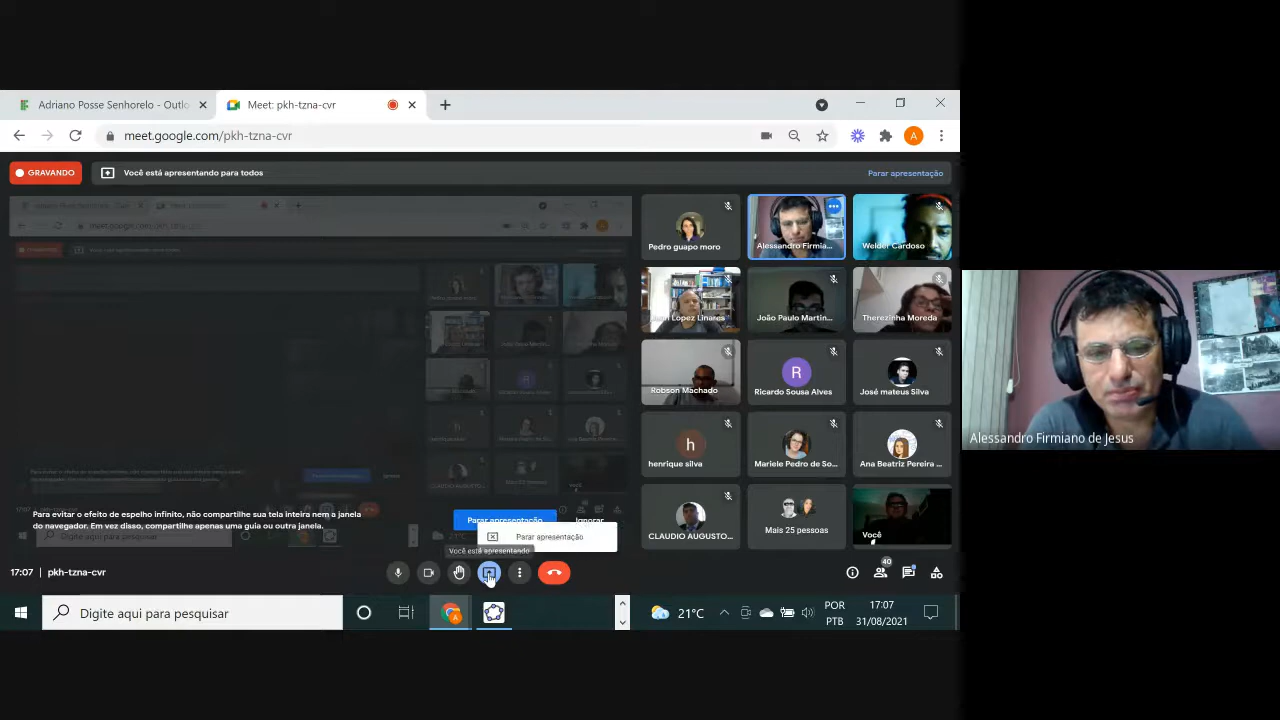 Adriano Posse Senhorelo - Outlo
Meet: pkh-tzna-cvr
meet.google.com/pkh-tzna-cvr
A
GRAVANDO
Você está apresentando para todos
Parar apresentação
Pedro guapo moro
Alessandro Firmia...
Welder Cardoso
Lopez Linares
João Paulo Martin...
Therezinha Moreda
Robson Machado
R
Ricardo Sousa Alves
José mateus Silva
h
henrique silva
Mariele Pedro de So...
Ana Beatriz Pereira ...
CLAUDIO AUGUSTO...
Mais 25 pessoas
Você
Alessandro Firmiano de Jesus
Para evitar o efeito de espelho infinito, não compartilhe sua tela inteira nem a janela
do navegador. Em vez disso, compartilhe apenas uma guia ou outra janela.
Parar apresentação
Ignorar
Parar apresentação
Você está apresentando
17:07 | pkh-tzna-cvr
40
Digite aqui para pesquisar
A
21°C
POR
PTB
17:07
31/08/2021